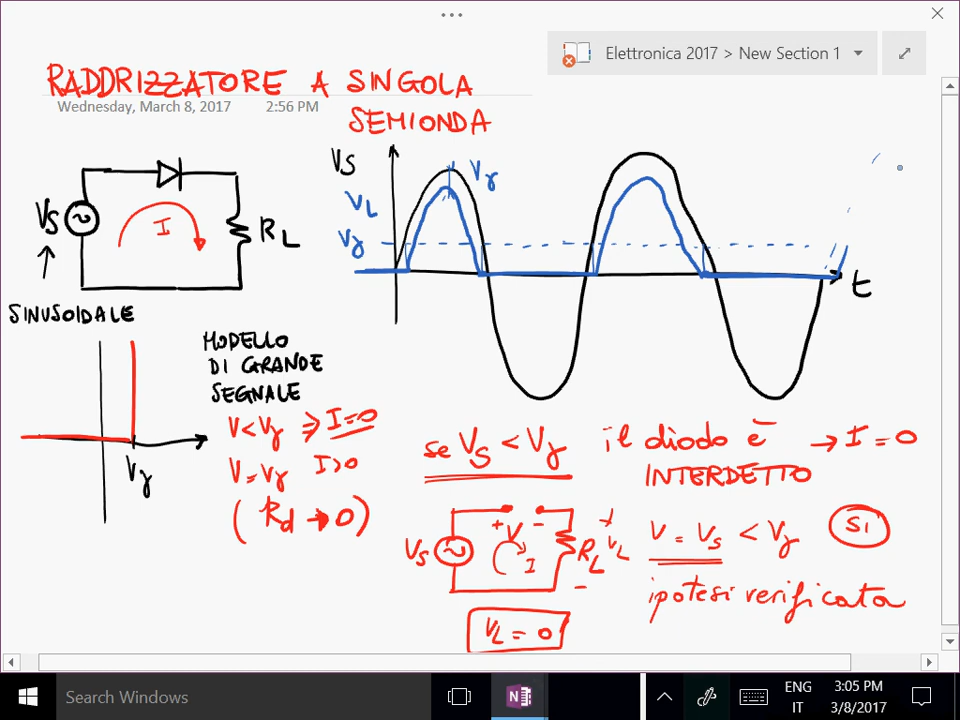 Elettronica 2017 > New Section 1
RADDRIZZATORE A SINGOLA
SEMIONDA
Wednesday, March 8, 2017 2:56 PM
VS
I
RL
SINUSOIDALE
VS
VL
Vγ
Vγ
t
MODELLO
DI GRANDE
SEGNALE
Vγ
V < Vγ ⇒ I=0
V = Vγ I>0
( Rd → 0 )
se VS < Vγ il diodo è → I = 0
INTERDETTO
VS
+ V -
I
RL
+
VL
-
V = VS < Vγ SI
ipotesi verificata
VL = 0
Search Windows
N
ENG
IT
3:05 PM
3/8/2017